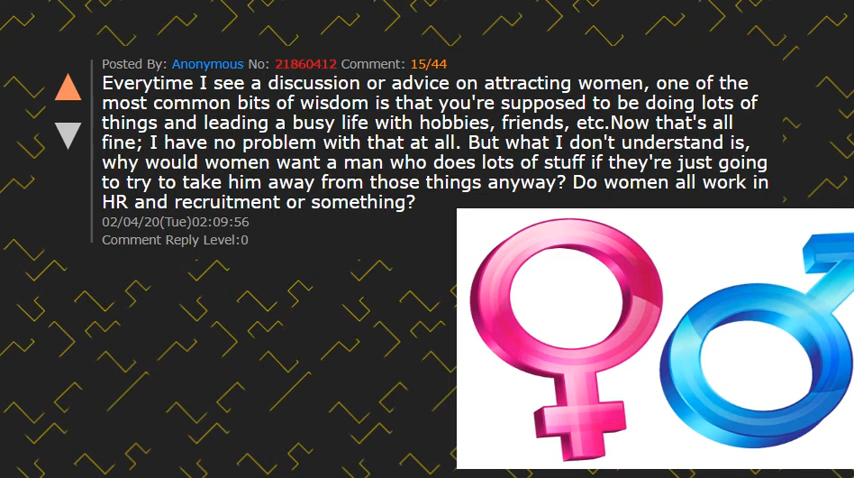 Posted By: Anonymous No: 21860412 Comment: 15/44
Everytime I see a discussion or advice on attracting women, one of the
most common bits of wisdom is that you're supposed to be doing lots of
things and leading a busy life with hobbies, friends, etc.Now that's all
fine; I have no problem with that at all. But what I don't understand is,
why would women want a man who does lots of stuff if they're just going
to try to take him away from those things anyway? Do women all work in
HR and recruitment or something?
02/04/20(Tue)02:09:56
Comment Reply Level:0